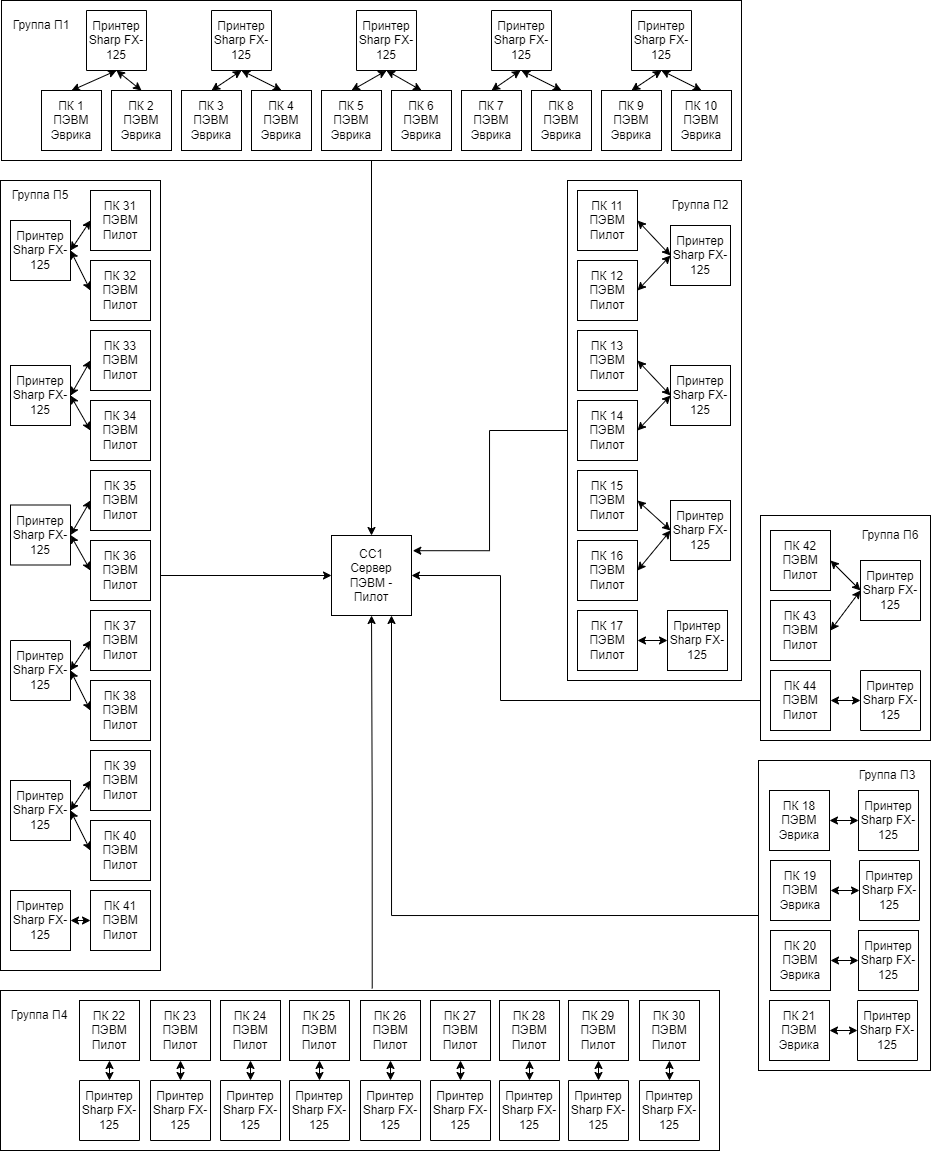 Группа П1
Принтер
Sharp FX-
125
Принтер
Sharp FX-
125
Принтер
Sharp FX-
125
Принтер
Sharp FX-
125
Принтер
Sharp FX-
125
ПК 1
ПЭВМ
Эврика
ПК 2
ПЭВМ
Эврика
ПК 3
ПЭВМ
Эврика
ПК 4
ПЭВМ
Эврика
ПК 5
ПЭВМ
Эврика
ПК 6
ПЭВМ
Эврика
ПК 7
ПЭВМ
Эврика
ПК 8
ПЭВМ
Эврика
ПК 9
ПЭВМ
Эврика
ПК 10
ПЭВМ
Эврика
Группа П5
Принтер
Sharp FX-
125
ПК 31
ПЭВМ
Пилот
ПК 32
ПЭВМ
Пилот
Принтер
Sharp FX-
125
ПК 33
ПЭВМ
Пилот
ПК 34
ПЭВМ
Пилот
Принтер
Sharp FX-
125
ПК 35
ПЭВМ
Пилот
ПК 36
ПЭВМ
Пилот
Принтер
Sharp FX-
125
ПК 37
ПЭВМ
Пилот
ПК 38
ПЭВМ
Пилот
Принтер
Sharp FX-
125
ПК 39
ПЭВМ
Пилот
ПК 40
ПЭВМ
Пилот
Принтер
Sharp FX-
125
ПК 41
ПЭВМ
Пилот
СС1
Сервер
ПЭВМ -
Пилот
Группа П2
ПК 11
ПЭВМ
Пилот
ПК 12
ПЭВМ
Пилот
Принтер
Sharp FX-
125
ПК 13
ПЭВМ
Пилот
ПК 14
ПЭВМ
Пилот
Принтер
Sharp FX-
125
ПК 15
ПЭВМ
Пилот
ПК 16
ПЭВМ
Пилот
Принтер
Sharp FX-
125
ПК 17
ПЭВМ
Пилот
Принтер
Sharp FX-
125
Группа П6
ПК 42
ПЭВМ
Пилот
ПК 43
ПЭВМ
Пилот
Принтер
Sharp FX-
125
ПК 44
ПЭВМ
Пилот
Принтер
Sharp FX-
125
Группа П3
ПК 18
ПЭВМ
Эврика
Принтер
Sharp FX-
125
ПК 19
ПЭВМ
Эврика
Принтер
Sharp FX-
125
ПК 20
ПЭВМ
Эврика
Принтер
Sharp FX-
125
ПК 21
ПЭВМ
Эврика
Принтер
Sharp FX-
125
Группа П4
ПК 22
ПЭВМ
Пилот
ПК 23
ПЭВМ
Пилот
ПК 24
ПЭВМ
Пилот
ПК 25
ПЭВМ
Пилот
ПК 26
ПЭВМ
Пилот
ПК 27
ПЭВМ
Пилот
ПК 28
ПЭВМ
Пилот
ПК 29
ПЭВМ
Пилот
ПК 30
ПЭВМ
Пилот
Принтер
Sharp FX-
125
Принтер
Sharp FX-
125
Принтер
Sharp FX-
125
Принтер
Sharp FX-
125
Принтер
Sharp FX-
125
Принтер
Sharp FX-
125
Принтер
Sharp FX-
125
Принтер
Sharp FX-
125
Принтер
Sharp FX-
125